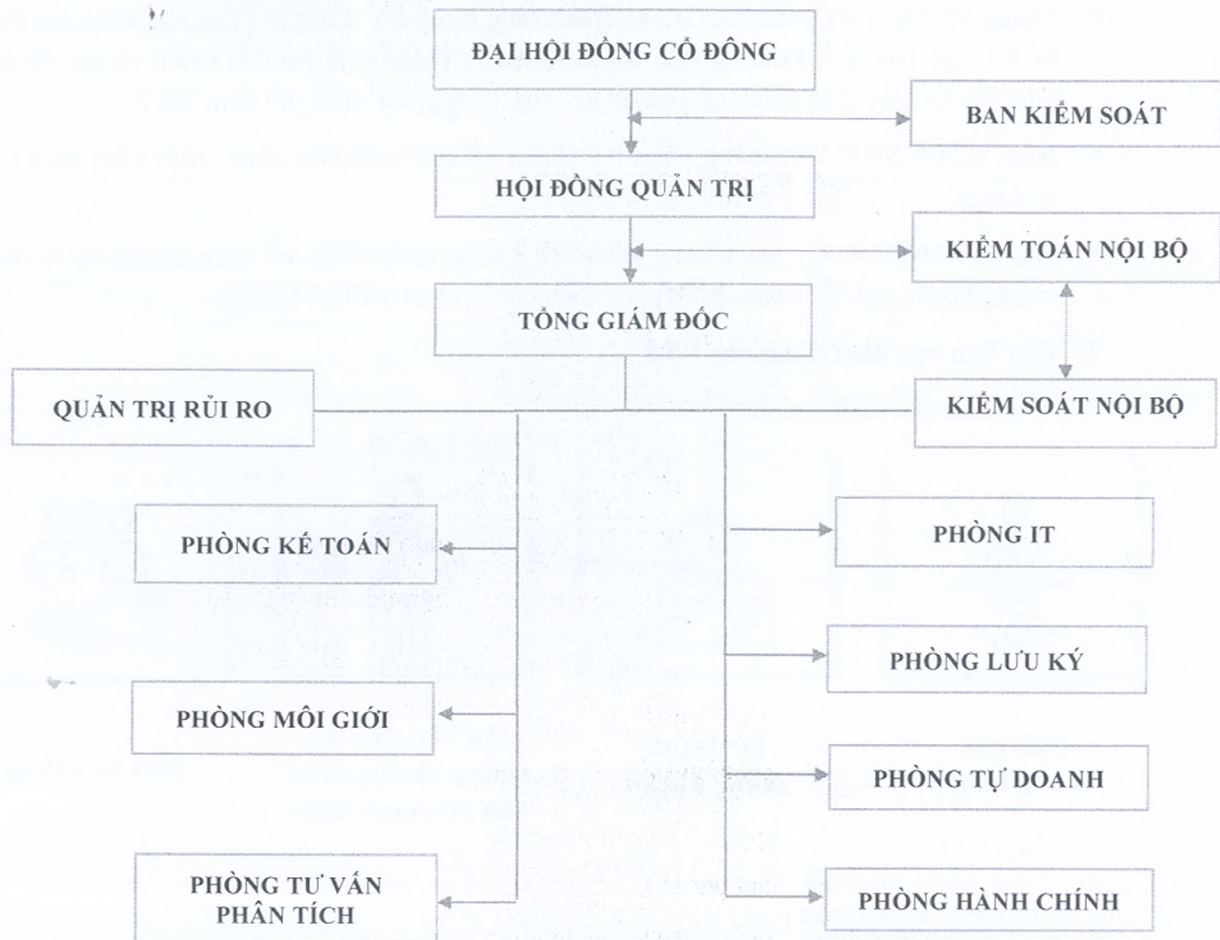 ĐẠI HỘI ĐỒNG CỔ ĐÔNG
BAN KIỂM SOÁT
HỘI ĐỒNG QUẢN TRỊ
KIỂM TOÁN NỘI BỘ
TỔNG GIÁM ĐỐC
QUẢN TRỊ RỦI RO
KIỂM SOÁT NỘI BỘ
PHÒNG KẾ TOÁN
PHÒNG IT
PHÒNG LƯU KÝ
PHÒNG MÔI GIỚI
PHÒNG TỰ DOANH
PHÒNG TƯ VẤN
PHÂN TÍCH
PHÒNG HÀNH CHÍNH